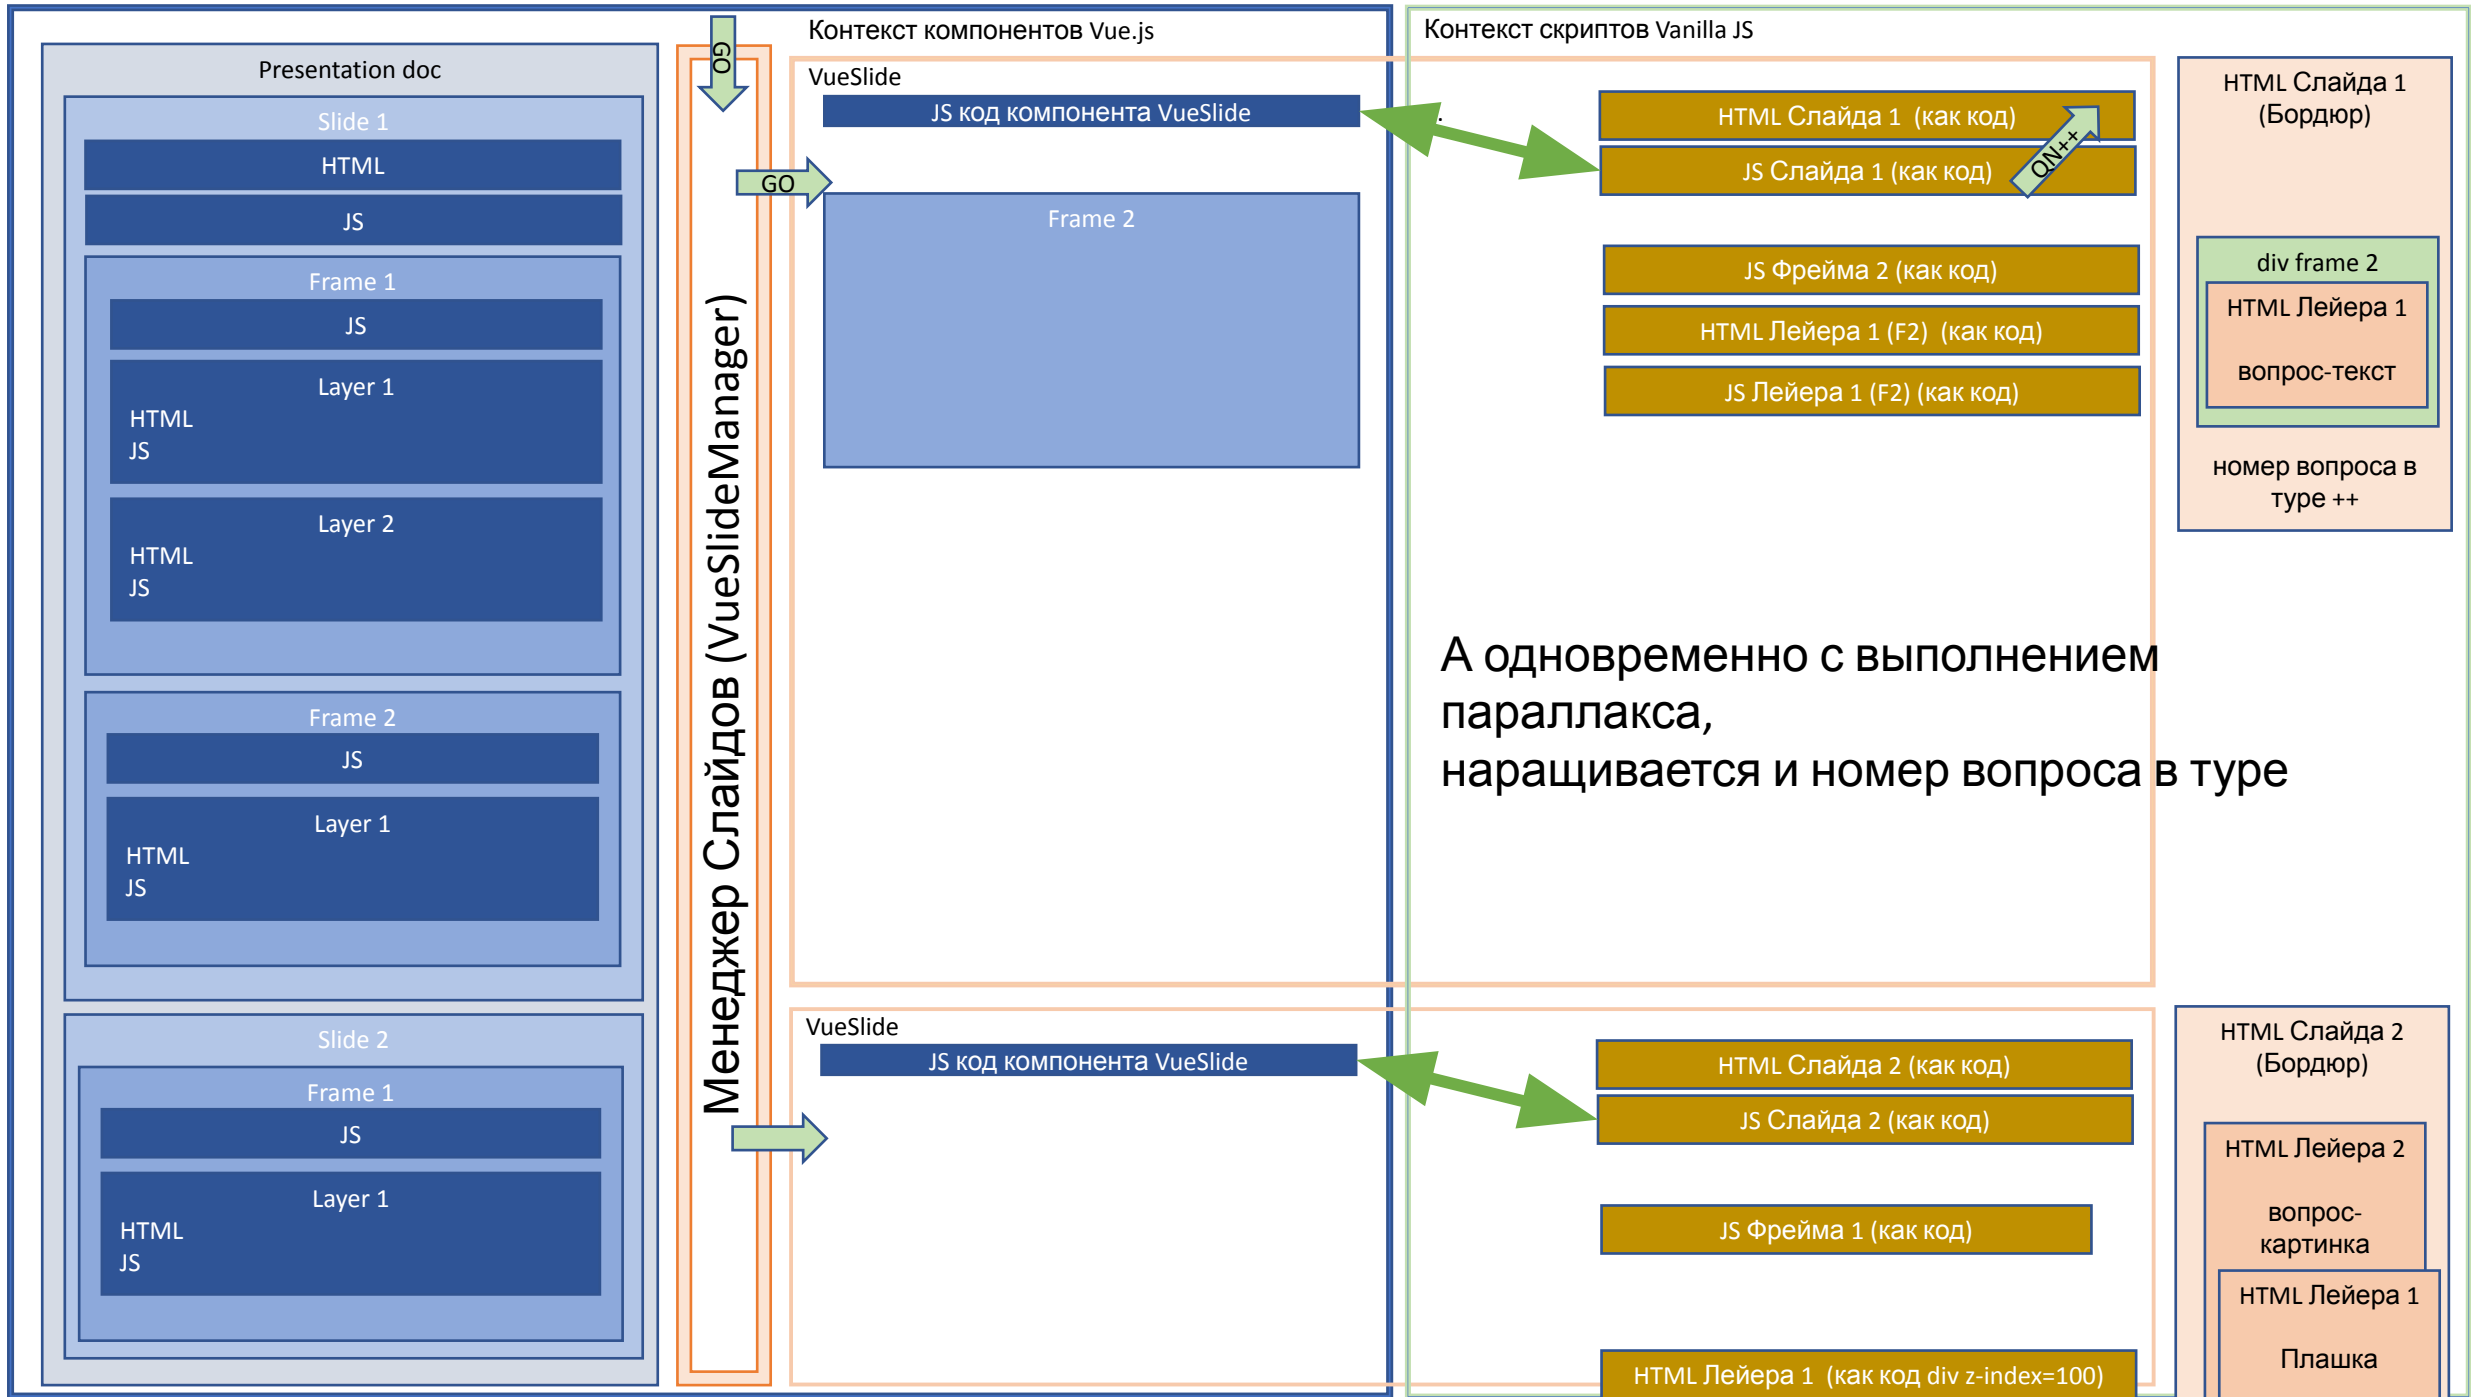 Контекст компонентов Vue.js
Контекст скриптов Vanilla JS
Presentation doc
Slide 1
HTML
JS
Frame 1
JS
Layer 1
HTML
JS
Layer 2
HTML
JS
Frame 2
JS
Layer 1
HTML
JS
Slide 2
Frame 1
JS
Layer 1
HTML
JS
GO
Менеджер Слайдов (VueSlideManager)
GO
VueSlide
JS код компонента VueSlide
Frame 2
.
HTML Слайда 1 (как код)
JS Слайда 1 (как код)
QN++
JS Фрейма 2 (как код)
HTML Лейера 1 (F2) (как код)
JS Лейера 1 (F2) (как код)
HTML Слайда 1
(Бордюр)
div frame 2
HTML Лейера 1
вопрос-текст
номер вопроса в
туре ++
А одновременно с выполнением
параллакса,
наращивается и номер вопроса в туре
VueSlide
JS код компонента VueSlide
HTML Слайда 2 (как код)
JS Слайда 2 (как код)
JS Фрейма 1 (как код)
HTML Лейера 1 (как код div z-index=100)
HTML Слайда 2
(Бордюр)
HTML Лейера 2
вопрос-
картинка
HTML Лейера 1
Плашка